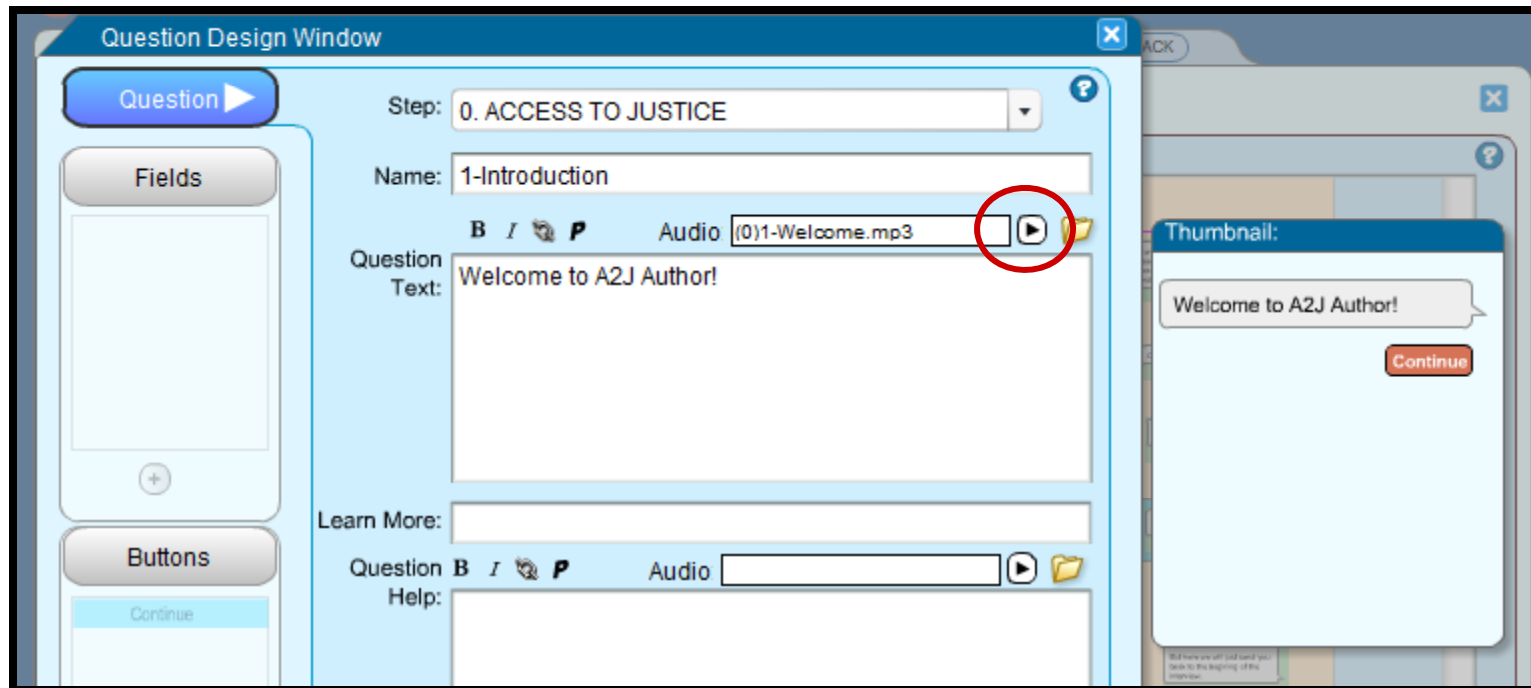 Question Design Window
ACK
Question
Step: 0. ACCESS TO JUSTICE
Fields
Name: 1-Introduction
B I P Audio (0)1-Welcome.mp3
Question
Text:
Welcome to A2J Author!
Thumbnail:
Welcome to A2J Author!
Continue
Learn More:
Buttons
Question B I P Audio
Help:
Continue